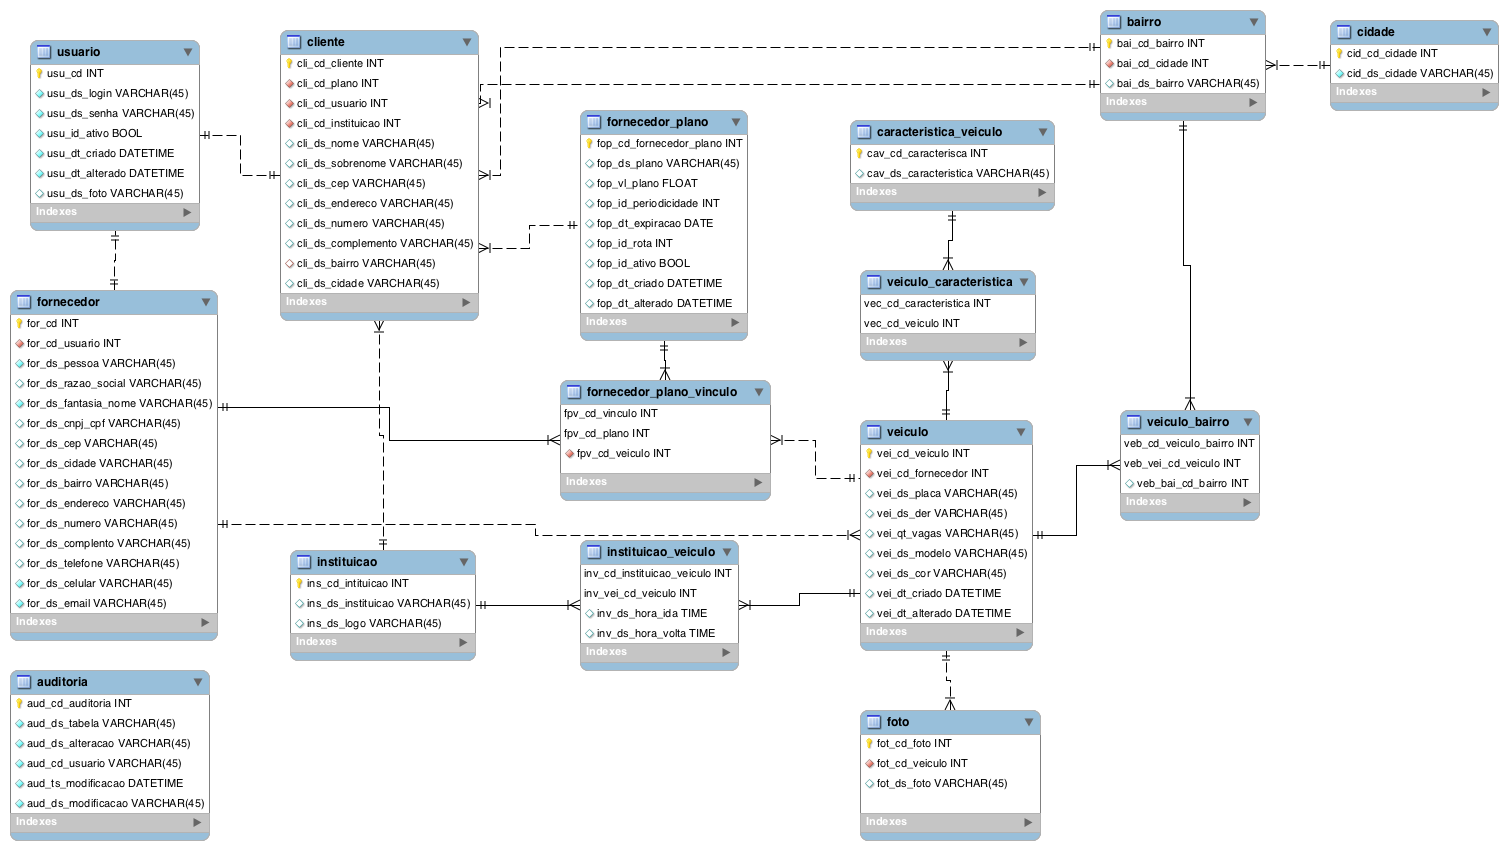 usuario
usu_cd INT
usu_ds_login VARCHAR(45)
usu_ds_senha VARCHAR(45)
usu_id_ativo BOOL
usu_dt_criado DATETIME
usu_dt_alterado DATETIME
usu_ds_foto VARCHAR(45)
Indexes
cliente
cli_cd_cliente INT
cli_cd_plano INT
cli_cd_usuario INT
cli_cd_instituicao INT
cli_ds_nome VARCHAR(45)
cli_ds_sobrenome VARCHAR(45)
cli_ds_cep VARCHAR(45)
cli_ds_endereco VARCHAR(45)
cli_ds_numero VARCHAR(45)
cli_ds_complemento VARCHAR(45)
cli_ds_bairro VARCHAR(45)
cli_ds_cidade VARCHAR(45)
Indexes
bairro
bai_cd_bairro INT
bai_cd_cidade INT
bai_ds_bairro VARCHAR(45)
Indexes
cidade
cid_cd_cidade INT
cid_ds_cidade VARCHAR(45)
Indexes
fornecedor_plano
fop_cd_fornecedor_plano INT
fop_ds_plano VARCHAR(45)
fop_vl_plano FLOAT
fop_id_periodicidade INT
fop_dt_expiracao DATE
fop_id_rota INT
fop_id_ativo BOOL
fop_dt_criado DATETIME
fop_dt_alterado DATETIME
Indexes
caracteristica_veiculo
cav_cd_caracterisca INT
cav_ds_caracteristica VARCHAR(45)
Indexes
veiculo_caracteristica
vec_cd_caracteristica INT
vec_cd_veiculo INT
Indexes
fornecedor
for_cd INT
for_cd_usuario INT
for_ds_pessoa VARCHAR(45)
for_ds_razao_social VARCHAR(45)
for_ds_fantasia_nome VARCHAR(45)
for_ds_cnpj_cpf VARCHAR(45)
for_ds_cep VARCHAR(45)
for_ds_cidade VARCHAR(45)
for_ds_bairro VARCHAR(45)
for_ds_endereco VARCHAR(45)
for_ds_numero VARCHAR(45)
for_ds_complento VARCHAR(45)
for_ds_telefone VARCHAR(45)
for_ds_celular VARCHAR(45)
for_ds_email VARCHAR(45)
Indexes
fornecedor_plano_vinculo
fpv_cd_vinculo INT
fpv_cd_plano INT
fpv_cd_veiculo INT
Indexes
veiculo
vei_cd_veiculo INT
vei_cd_fornecedor INT
vei_ds_placa VARCHAR(45)
vei_ds_der VARCHAR(45)
vei_qt_vagas VARCHAR(45)
vei_ds_modelo VARCHAR(45)
vei_ds_cor VARCHAR(45)
vei_dt_criado DATETIME
vei_dt_alterado DATETIME
Indexes
veiculo_bairro
veb_cd_veiculo_bairro INT
veb_vei_cd_veiculo INT
veb_bai_cd_bairro INT
Indexes
instituicao
ins_cd_intituicao INT
ins_ds_instituicao VARCHAR(45)
ins_ds_logo VARCHAR(45)
Indexes
instituicao_veiculo
inv_cd_instituicao_veiculo INT
inv_vei_cd_veiculo INT
inv_ds_hora_ida TIME
inv_ds_hora_volta TIME
Indexes
auditoria
aud_cd_auditoria INT
aud_ds_tabela VARCHAR(45)
aud_ds_alteracao VARCHAR(45)
aud_cd_usuario VARCHAR(45)
aud_ts_modificacao DATETIME
aud_ds_modificacao VARCHAR(45)
Indexes
foto
fot_cd_foto INT
fot_cd_veiculo INT
fot_ds_foto VARCHAR(45)
Indexes